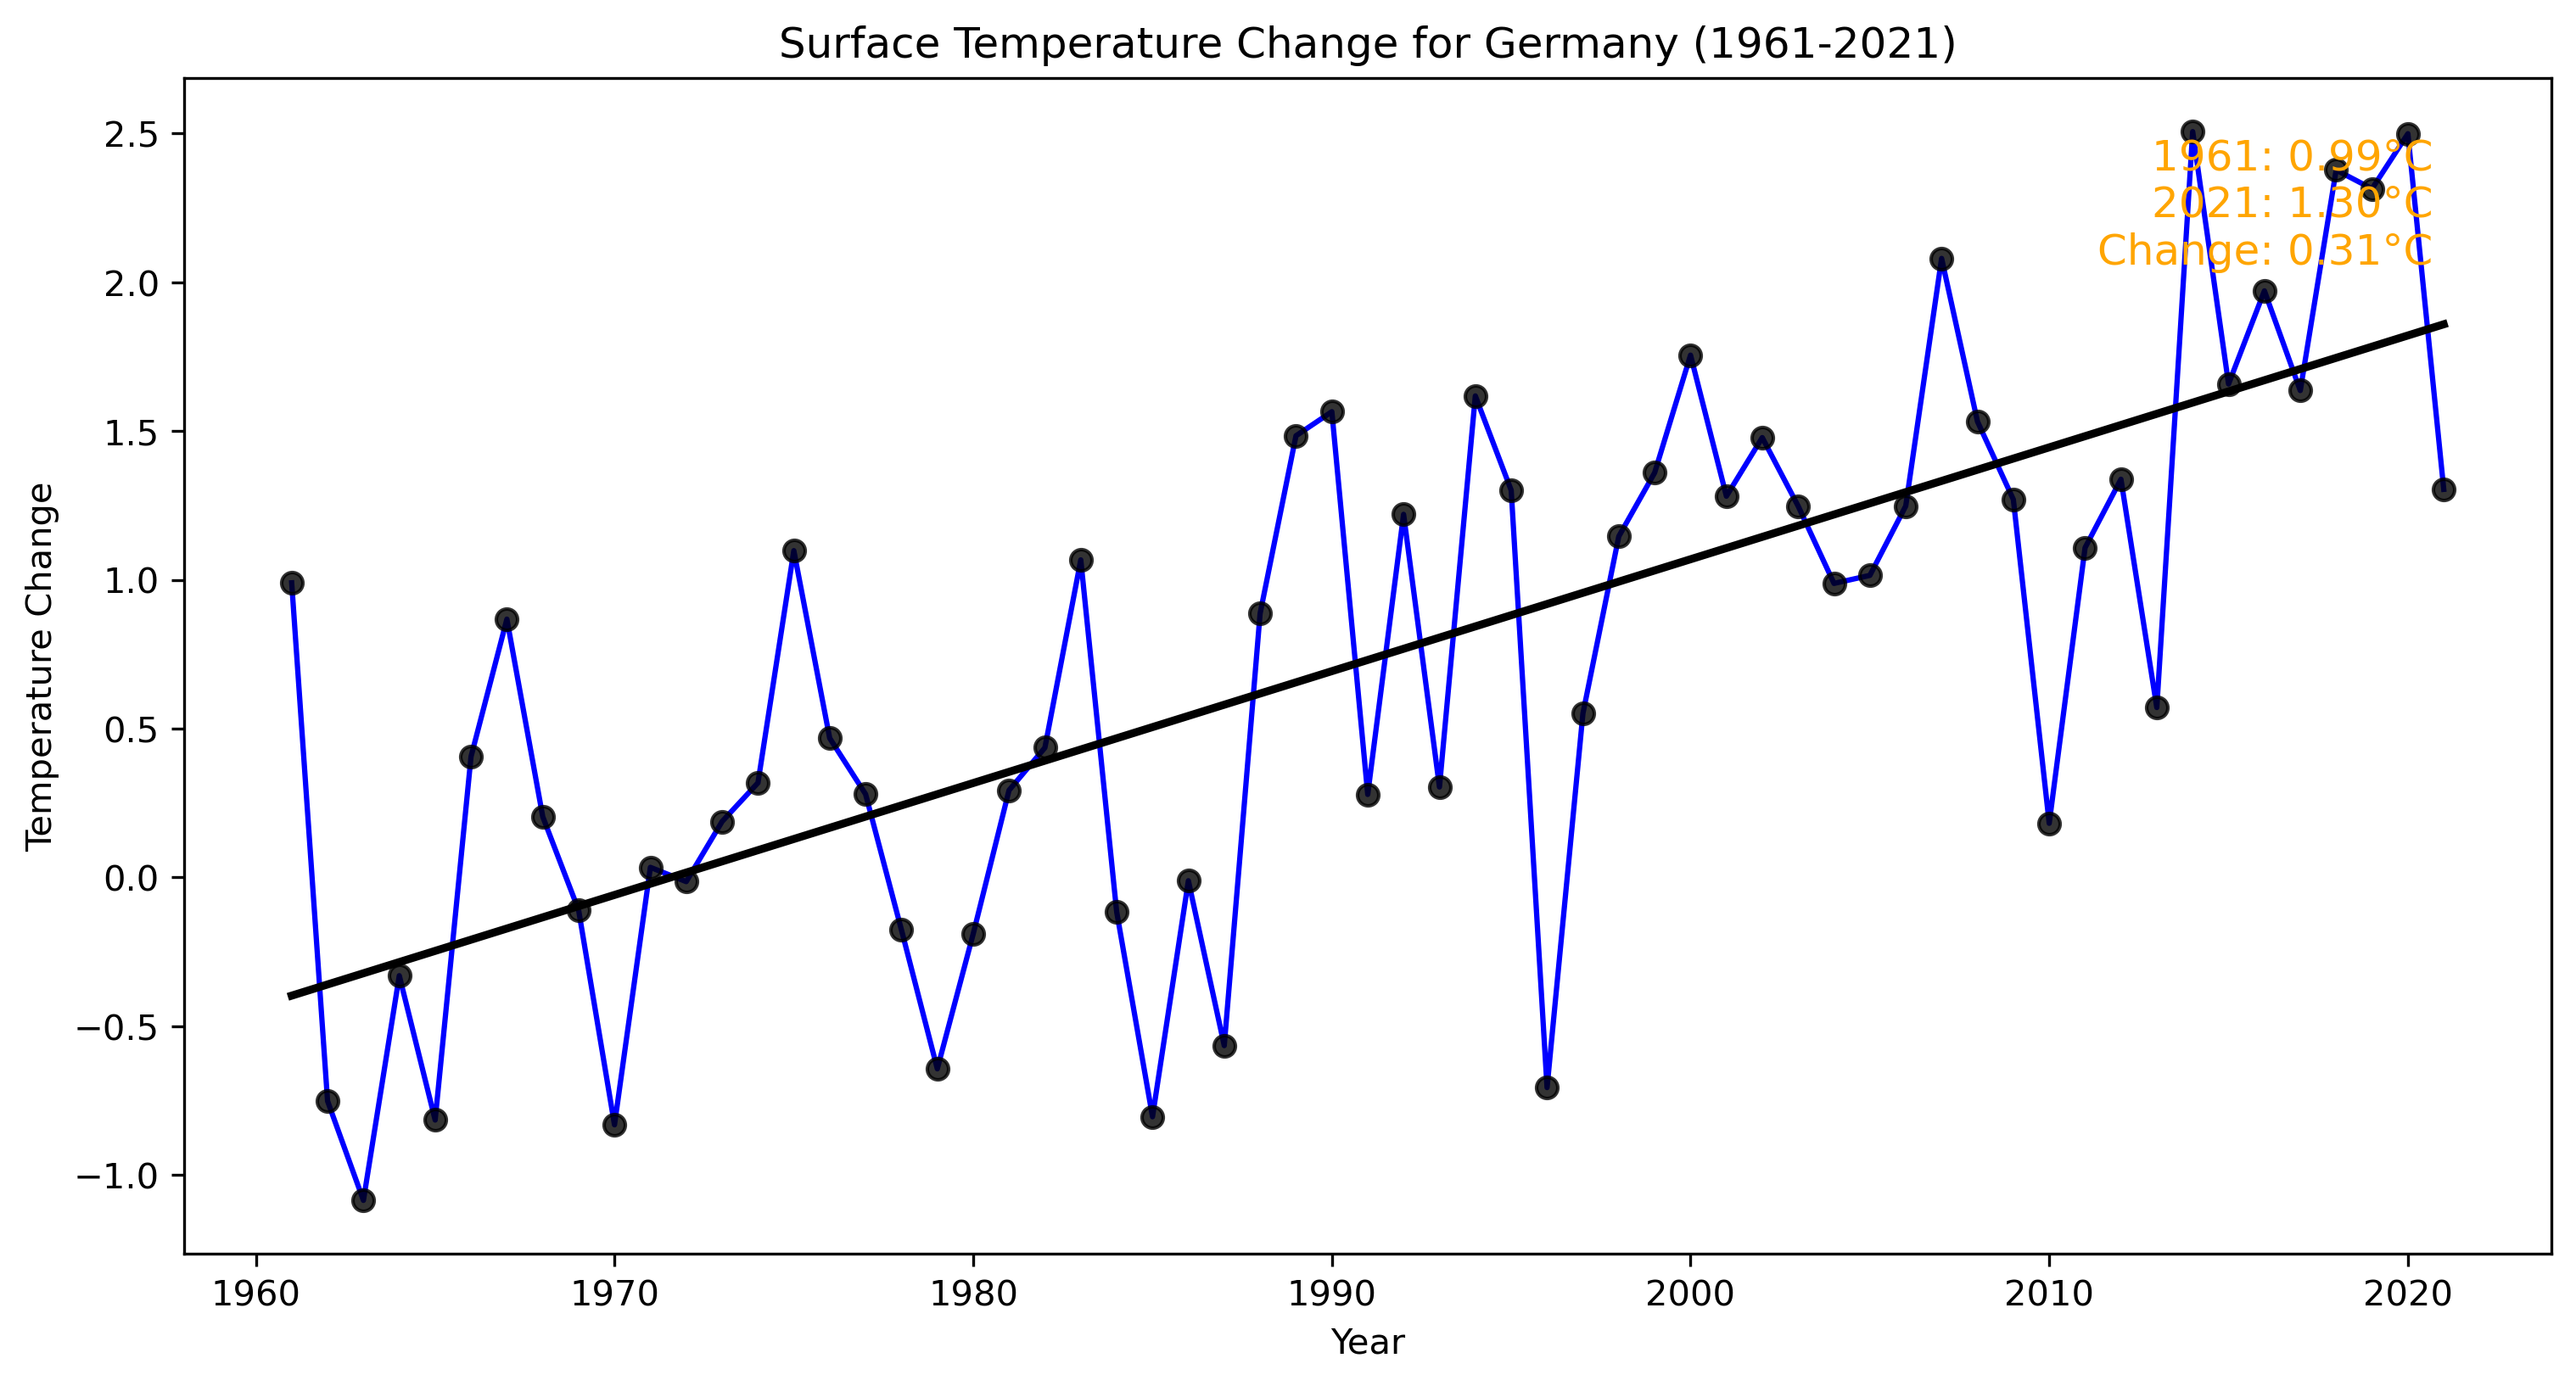 Surface Temperature Change for Germany (1961-2021)
1961: 0.99°C
2021: 1.30°C
Change: 0.31°C
Temperature Change
2.5
2.0
1.5
1.0
0.5
0.0
−0.5
−1.0
1960 1970 1980 1990 2000 2010 2020
Year